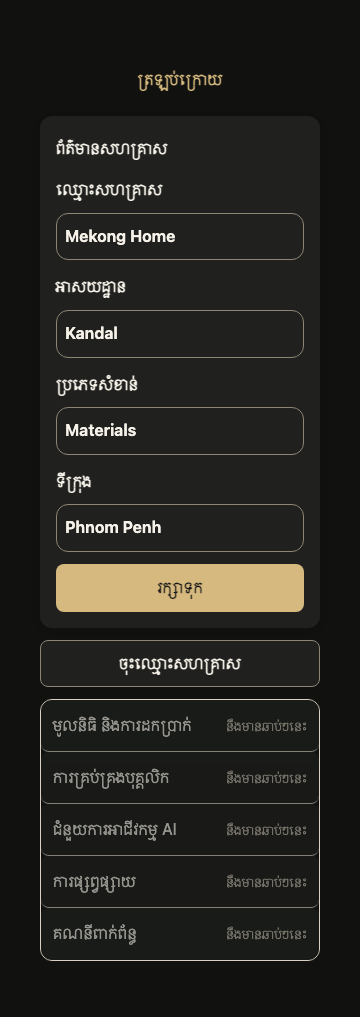 ត្រឡប់ក្រោយ
ព័ត៌មានសហគ្រាស
ឈ្មោះសហគ្រាស
Mekong Home
អាសយដ្ឋាន
Kandal
ប្រភេទសំខាន់
Materials
ទីក្រុង
Phnom Penh
រក្សាទុក
ចុះឈ្មោះសហគ្រាស
មូលនិធិ និងការដកប្រាក់ នឹងមានឆាប់ៗនេះ
ការគ្រប់គ្រងបុគ្គលិក នឹងមានឆាប់ៗនេះ
ជំនួយការអាជីវកម្ម AI នឹងមានឆាប់ៗនេះ
ការផ្សព្វផ្សាយ នឹងមានឆាប់ៗនេះ
គណនីពាក់ព័ន្ធ នឹងមានឆាប់ៗនេះ